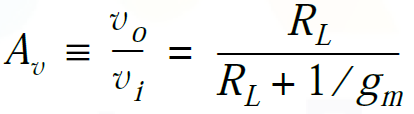 A_v ≡ v_o / v_i = R_L / (R_L + 1/g_m)